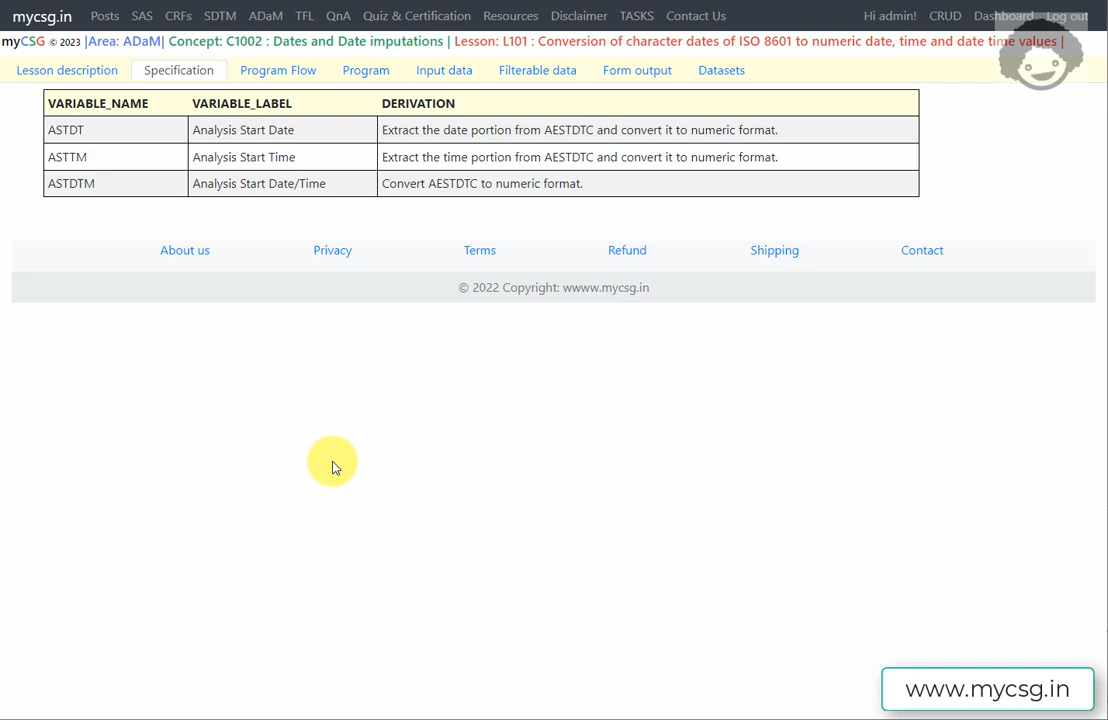 mycsg.in Posts SAS CRFs SDTM ADaM TFL QnA Quiz & Certification Resources Disclaimer TASKS Contact Us Hi admin! CRUD Dashboard Log out
myCSG © 2023 |Area: ADaM| Concept: C1002 : Dates and Date imputations | Lesson: L101 : Conversion of character dates of ISO 8601 to numeric date, time and date time values |
Lesson description Specification Program Flow Program Input data Filterable data Form output Datasets
VARIABLE_NAME VARIABLE_LABEL DERIVATION
ASTDT Analysis Start Date Extract the date portion from AESTDTC and convert it to numeric format.
ASTTM Analysis Start Time Extract the time portion from AESTDTC and convert it to numeric format.
ASTDTM Analysis Start Date/Time Convert AESTDTC to numeric format.
About us Privacy Terms Refund Shipping Contact
© 2022 Copyright: wwww.mycsg.in
www.mycsg.in